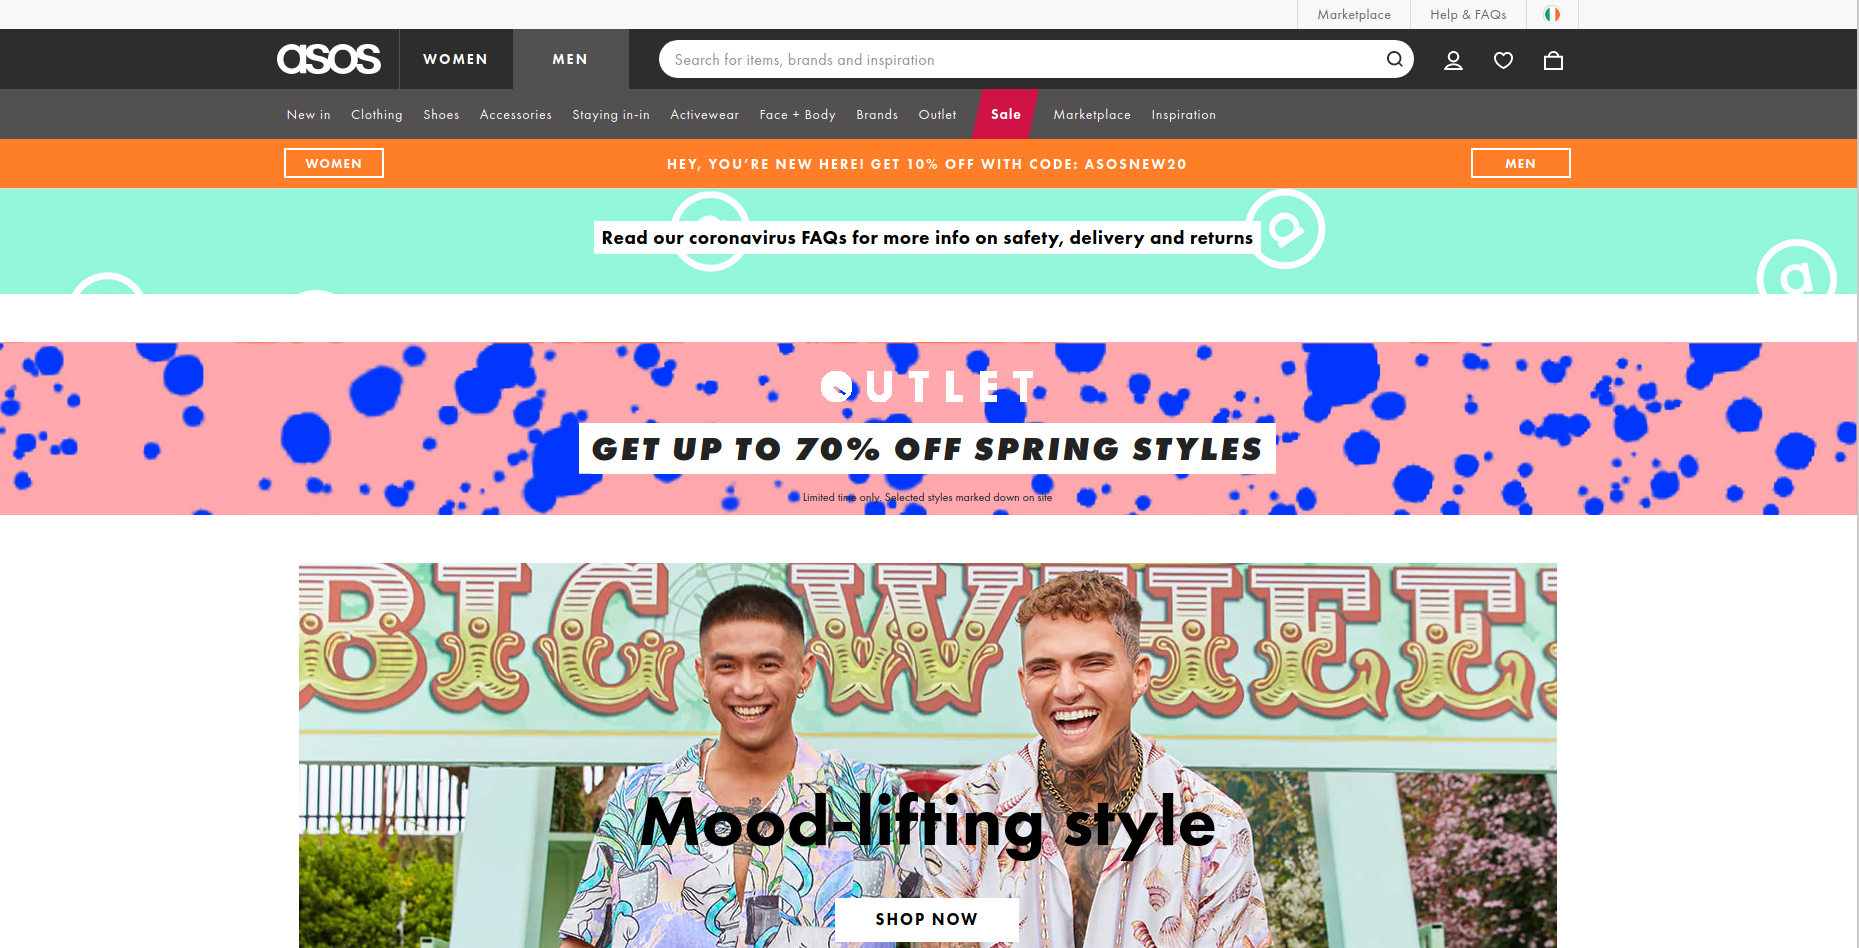 Marketplace
Help & FAQs
asos
WOMEN
MEN
Search for items, brands and inspiration
New in
Clothing
Shoes
Accessories
Staying in-in
Activewear
Face + Body
Brands
Outlet
Sale
Marketplace
Inspiration
WOMEN
HEY, YOU'RE NEW HERE! GET 10% OFF WITH CODE: ASOSNEW20
MEN
a
Read our coronavirus FAQs for more info on safety, delivery and returns
a
OUTLET
GET UP TO 70% OFF SPRING STYLES
Limited time only. Selected styles marked down on site
BIG WHEEL
Mood-lifting style
SHOP NOW